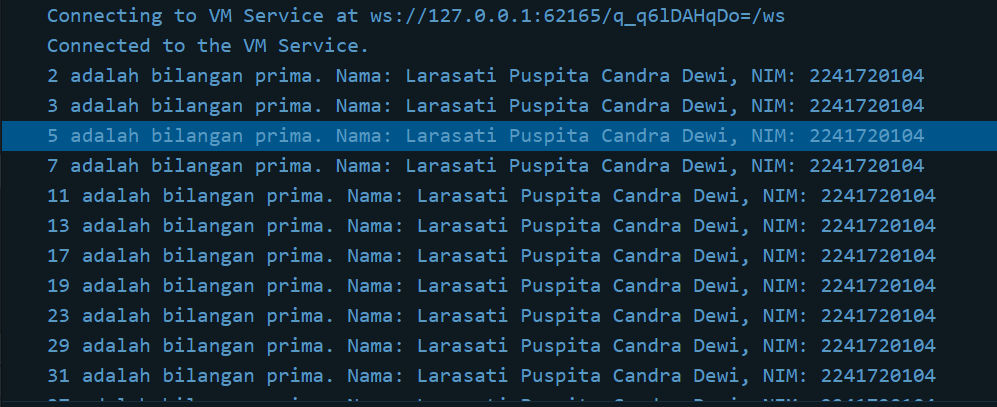 Connecting to VM Service at ws://127.0.0.1:62165/q_q6lDAHqDo=/ws
Connected to the VM Service.
2 adalah bilangan prima. Nama: Larasati Puspita Candra Dewi, NIM: 2241720104
3 adalah bilangan prima. Nama: Larasati Puspita Candra Dewi, NIM: 2241720104
5 adalah bilangan prima. Nama: Larasati Puspita Candra Dewi, NIM: 2241720104
7 adalah bilangan prima. Nama: Larasati Puspita Candra Dewi, NIM: 2241720104
11 adalah bilangan prima. Nama: Larasati Puspita Candra Dewi, NIM: 2241720104
13 adalah bilangan prima. Nama: Larasati Puspita Candra Dewi, NIM: 2241720104
17 adalah bilangan prima. Nama: Larasati Puspita Candra Dewi, NIM: 2241720104
19 adalah bilangan prima. Nama: Larasati Puspita Candra Dewi, NIM: 2241720104
23 adalah bilangan prima. Nama: Larasati Puspita Candra Dewi, NIM: 2241720104
29 adalah bilangan prima. Nama: Larasati Puspita Candra Dewi, NIM: 2241720104
31 adalah bilangan prima. Nama: Larasati Puspita Candra Dewi, NIM: 2241720104